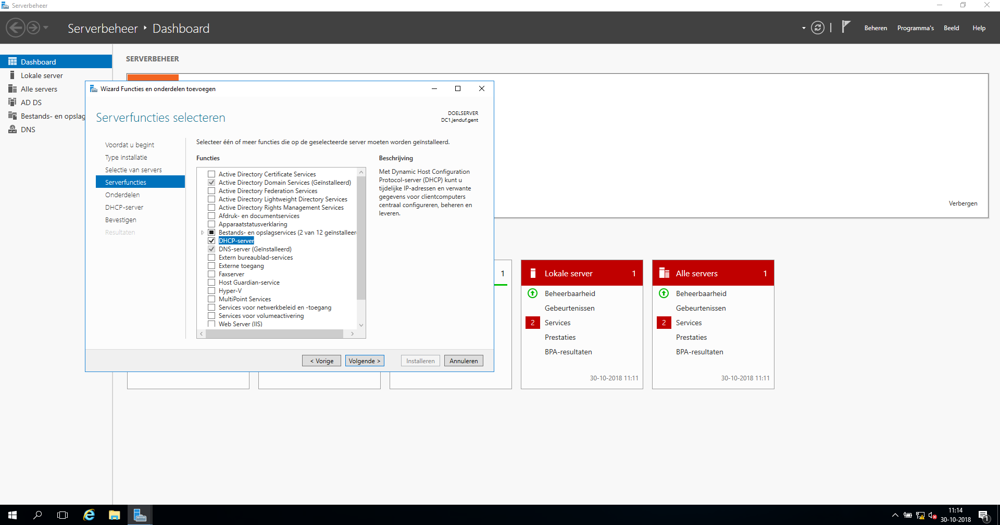 Serverbeheer
Serverbeheer ‣ Dashboard
Beheren
Programma's
Beeld
Help
Dashboard
Lokale server
Alle servers
AD DS
Bestands- en opslag
DNS
SERVERBEHEER
Verbergen
Wizard Functies en onderdelen toevoegen
Serverfuncties selecteren
DOELSERVER
DC1.jenduf.gent
Voordat u begint
Type installatie
Selectie van servers
Serverfuncties
Onderdelen
DHCP-server
Bevestigen
Resultaten
Selecteer één of meer functies die op de geselecteerde server moeten worden geïnstalleerd.
Functies
Active Directory Certificate Services
Active Directory Domain Services (Geïnstalleerd)
Active Directory Federation Services
Active Directory Lightweight Directory Services
Active Directory Rights Management Services
Afdruk- en documentservices
Apparaatstatusverklaring
Bestands- en opslagservices (2 van 12 geïnstalleer
DHCP-server
DNS-server (Geïnstalleerd)
Extern bureaublad-services
Externe toegang
Faxserver
Host Guardian-service
Hyper-V
MultiPoint Services
Services voor netwerkbeleid en -toegang
Services voor volumeactivering
Web Server (IIS)
Beschrijving
Met Dynamic Host Configuration
Protocol-server (DHCP) kunt u
tijdelijke IP-adressen en verwante
gegevens voor clientcomputers
centraal configureren, beheren en
leveren.
< Vorige
Volgende >
Installeren
Annuleren
1
Lokale server 1
Beheerbaarheid
Gebeurtenissen
2 Services
Prestaties
BPA-resultaten
30-10-2018 11:11
Alle servers 1
Beheerbaarheid
Gebeurtenissen
2 Services
Prestaties
BPA-resultaten
30-10-2018 11:11
11:14
30-10-2018
1